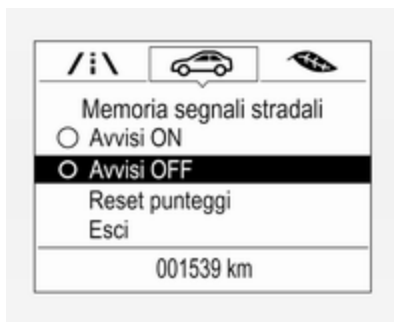 Memoria segnali stradali
Avvisi ON
Avvisi OFF
Reset punteggi
Esci
001539 km